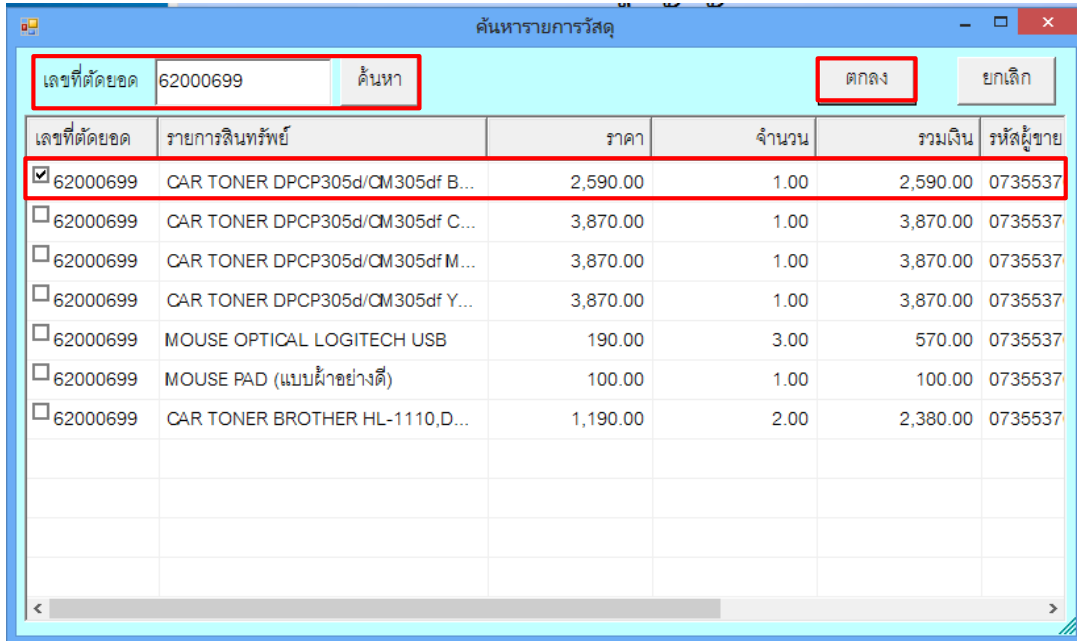 ค้นหารายการวัสดุ
เลขที่ตัดยอด 62000699 ค้นหา ตกลง ยกเลิก
เลขที่ตัดยอด รายการสินทรัพย์ ราคา จำนวน รวมเงิน รหัสผู้ขาย
62000699 CAR TONER DPCP305d/CM305df B... 2,590.00 1.00 2,590.00 0735537
62000699 CAR TONER DPCP305d/CM305df C... 3,870.00 1.00 3,870.00 0735537
62000699 CAR TONER DPCP305d/CM305df M... 3,870.00 1.00 3,870.00 0735537
62000699 CAR TONER DPCP305d/CM305df Y... 3,870.00 1.00 3,870.00 0735537
62000699 MOUSE OPTICAL LOGITECH USB 190.00 3.00 570.00 0735537
62000699 MOUSE PAD (แบบผ้าอย่างดี) 100.00 1.00 100.00 0735537
62000699 CAR TONER BROTHER HL-1110,D... 1,190.00 2.00 2,380.00 0735537